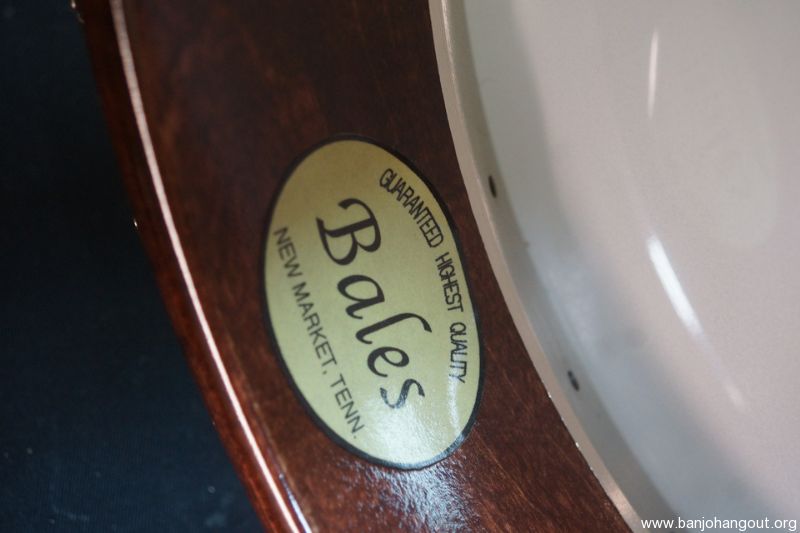 GUARANTEED HIGHEST QUALITY
Bales
NEW MARKET, TENN.
www.banjohangout.org